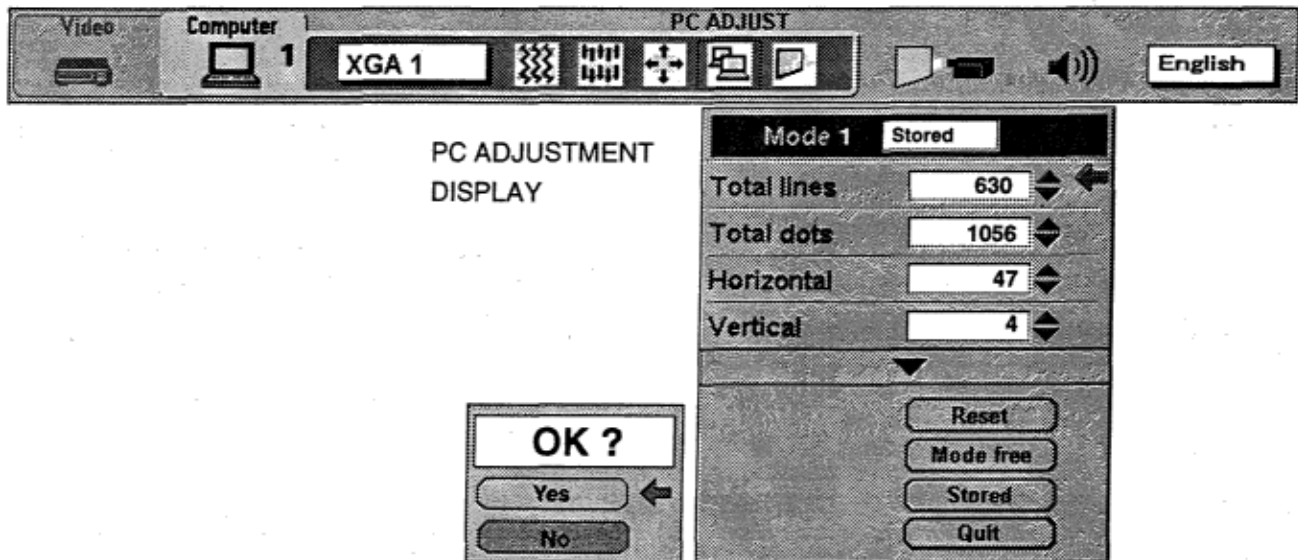 Video
Computer
1
PC ADJUST
XGA 1
English
PC ADJUSTMENT
DISPLAY
Mode 1 Stored
Total lines 630
Total dots 1056
Horizontal 47
Vertical 4
Reset
Mode free
Stored
Quit
OK ?
Yes
No